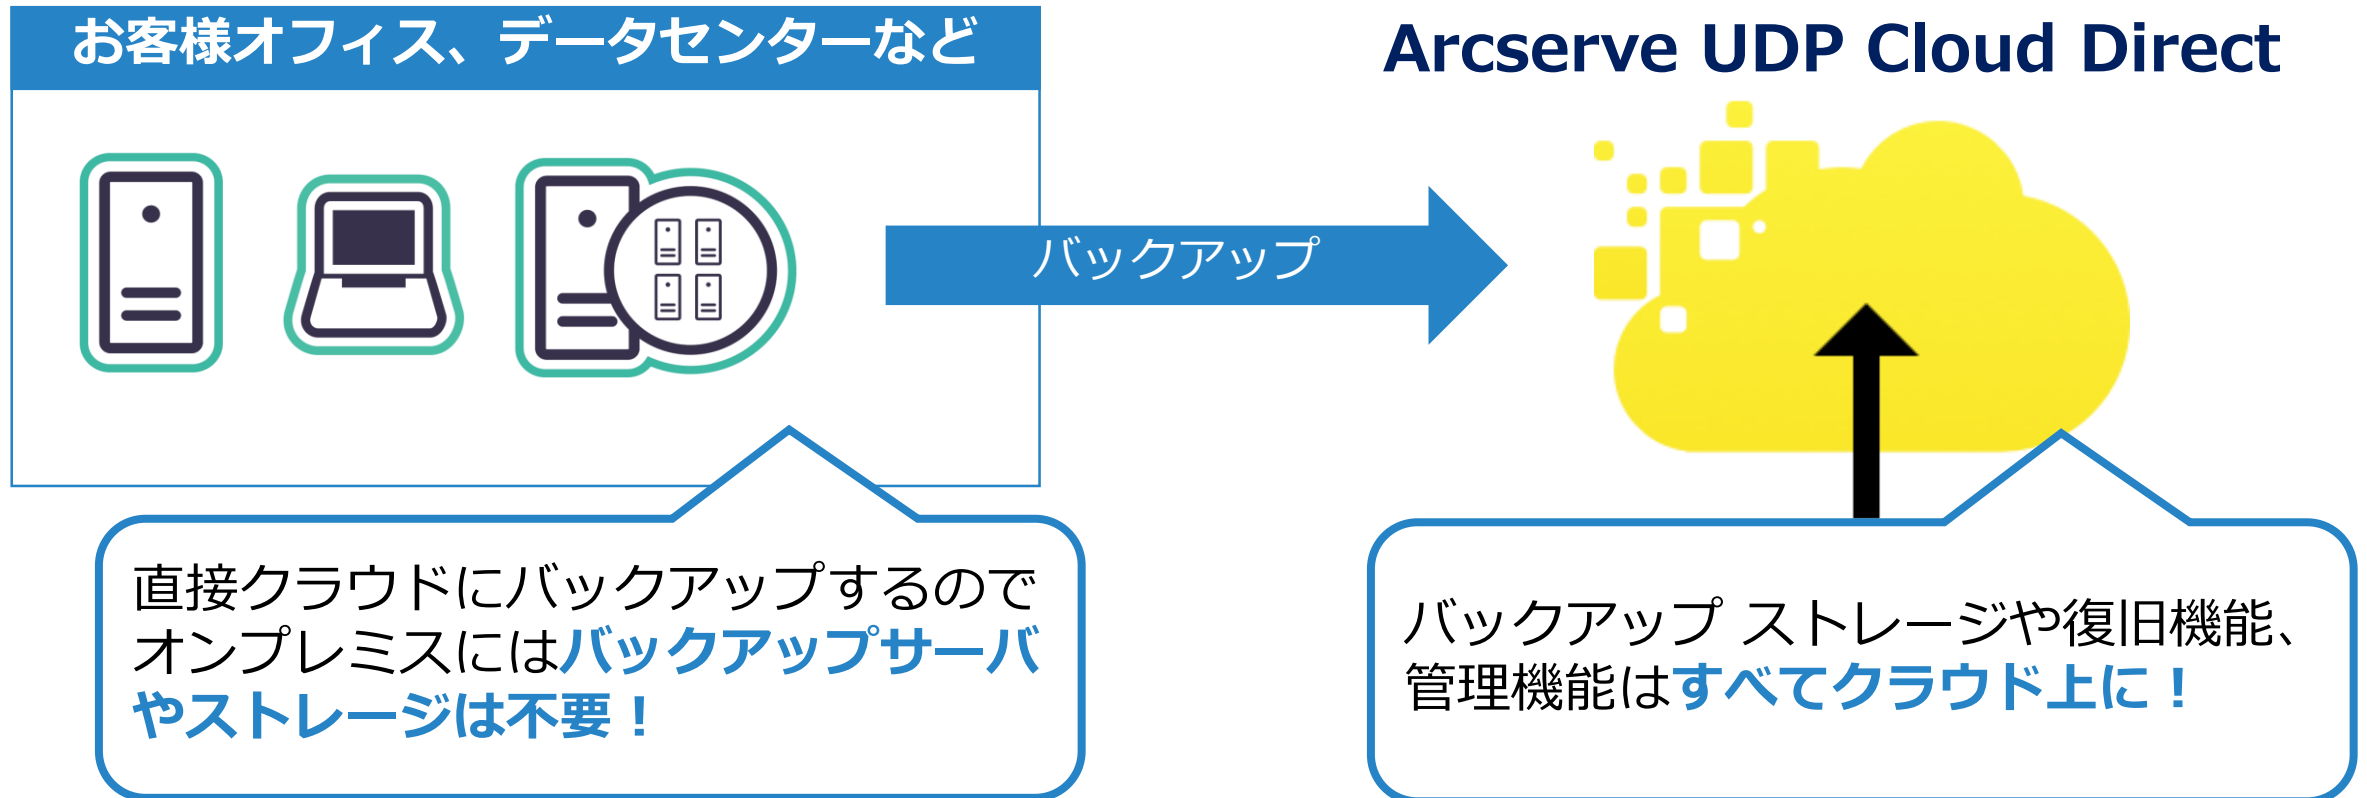 お客様オフィス、データセンターなど
Arcserve UDP Cloud Direct
バックアップ
直接クラウドにバックアップするので
オンプレミスにはバックアップサーバ
やストレージは不要！
バックアップ ストレージや復旧機能、
管理機能はすべてクラウド上に！